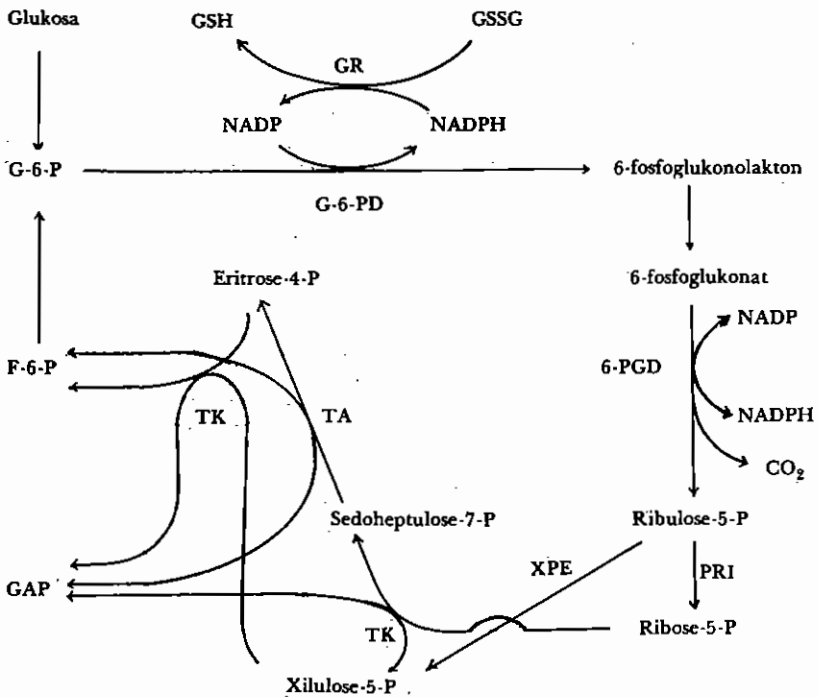 Glukosa
GSH
GSSG
GR
NADP
NADPH
G-6-P
6-fosfoglukonolakton
G-6-PD
Eritrose-4-P
6-fosfoglukonat
NADP
F-6-P
6-PGD
TK
TA
NADPH
CO₂
Sedoheptulose-7-P
Ribulose-5-P
XPE
PRI
GAP
TK
Ribose-5-P
Xilulose-5-P